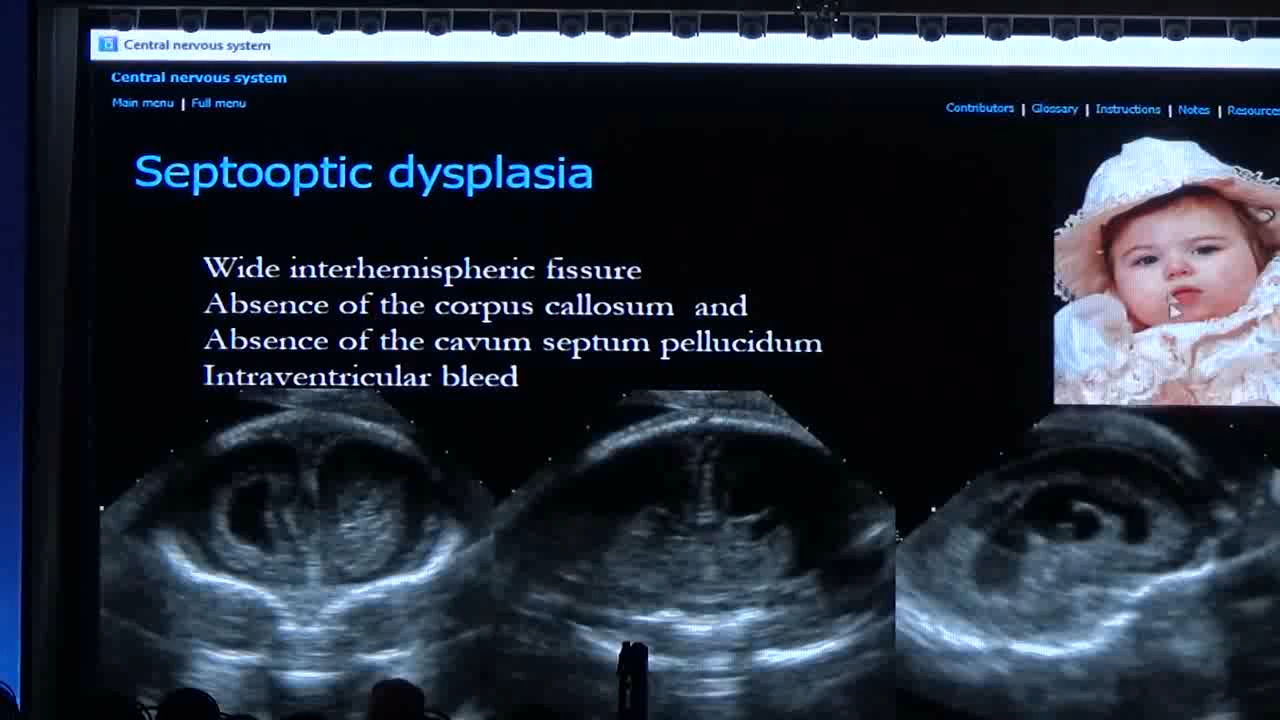 Central nervous system
Central nervous system
Main menu | Full menu
Contributors | Glossary | Instructions | Notes | Resources
Septooptic dysplasia
Wide interhemispheric fissure
Absence of the corpus callosum and
Absence of the cavum septum pellucidum
Intraventricular bleed